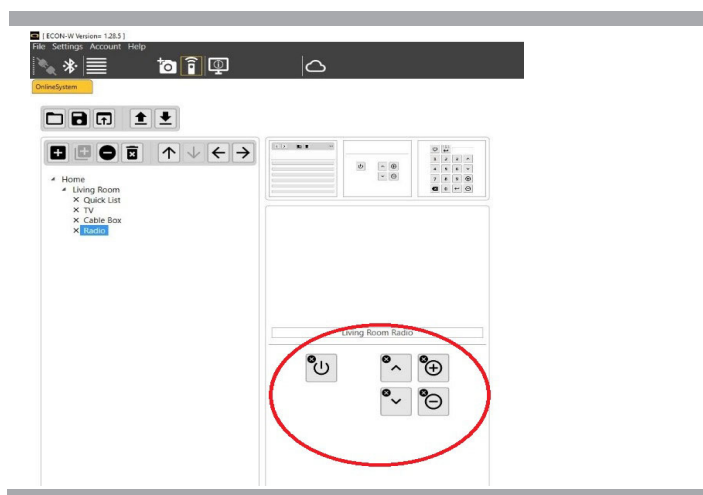 [ ECON-W Version= 1.28.5 ]
File Settings Account Help
OnlineSystem
Home
Living Room
Quick List
TV
Cable Box
Radio
Living Room Radio